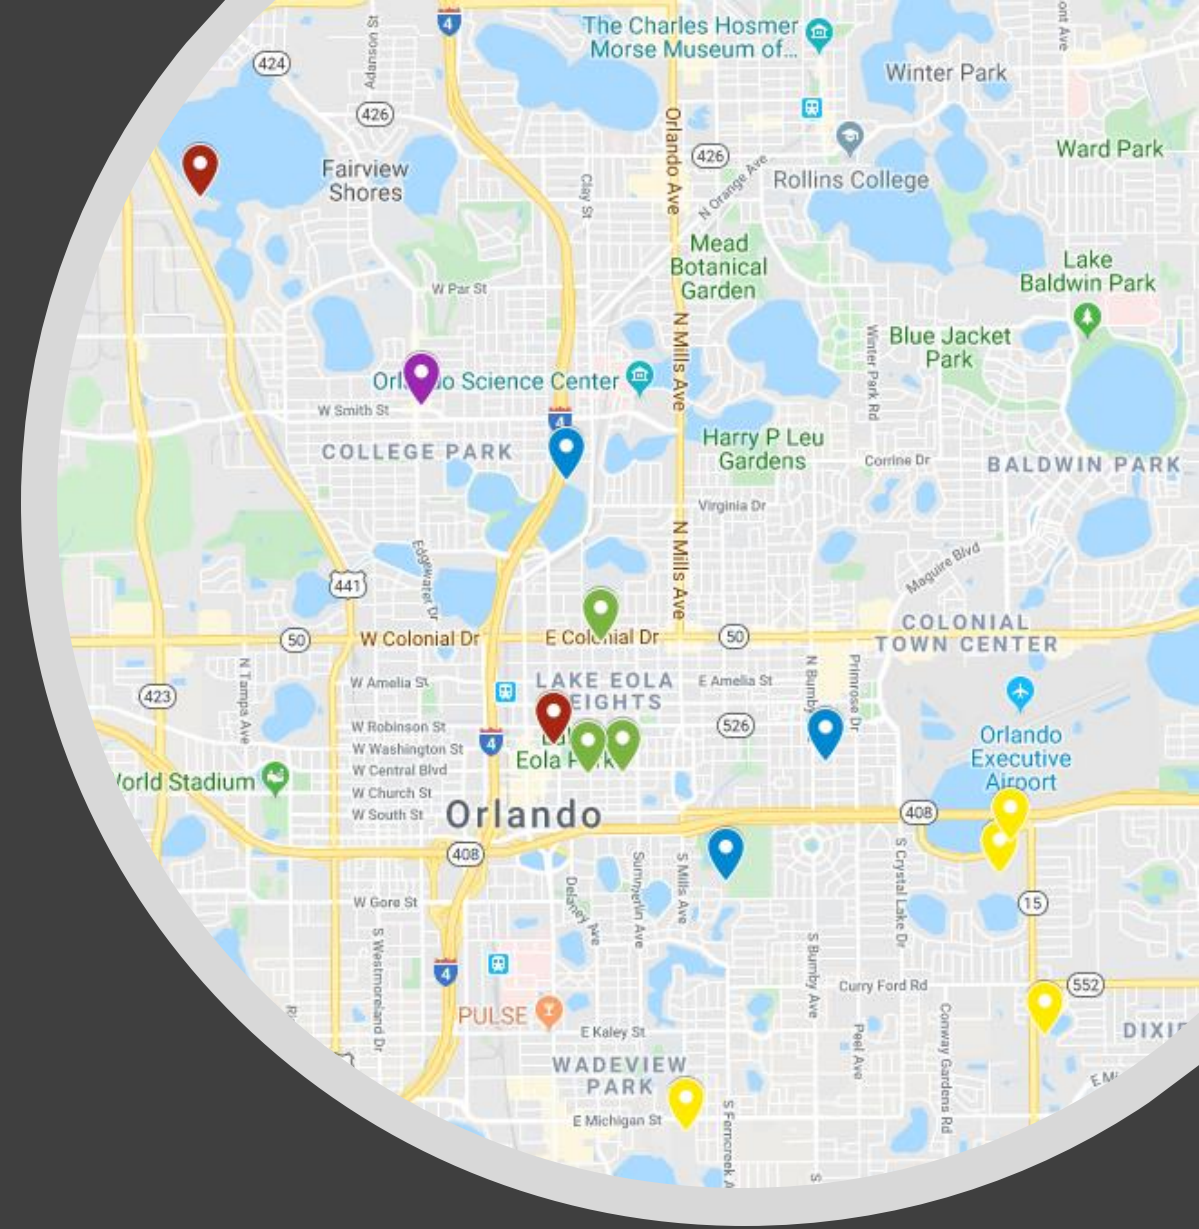 4
The Charles Hosmer
Morse Museum of...
ont Ave
424
Adanson St
Winter Park
426
Orlando Ave
426
Ward Park
Fairview
Shores
Clay St
N Orange Ave
Rollins College
Mead
Botanical
Garden
Lake
Baldwin Park
W Par St
N Mills Ave
Winter Park Rd
Blue Jacket
Park
Science Center
W Smith St
4
COLLEGE PARK
Harry P Leu
Gardens
Corrine Dr
BALDWIN PARK
Virginia Dr
N Mills Ave
Edgewater Dr
Maguire Blvd
441
COLONIAL
TOWN CENTER
50
W Colonial Dr
E Colonial Dr
50
N Tampa Ave
W Amelia St
LAKE EOLA
HEIGHTS
E Amelia St
N Bumby
Primrose Dr
423
W Robinson St
526
W Washington St
4
Orlando
Executive
Airport
Eola Park
W Central Blvd
World Stadium
W Church St
W South St
Orlando
408
408
Delaney Ave
Summerlin Ave
S Mills Ave
S Crystal Lake Dr
W Gore St
15
S Westmoreland Dr
S Bumby Ave
4
Curry Ford Rd
552
PULSE
E Kaley St
Peel Ave
Conway Gardens Rd
DIXIE
WADEVIEW
PARK
E Michigan St
S Ferncreek A
E M
S